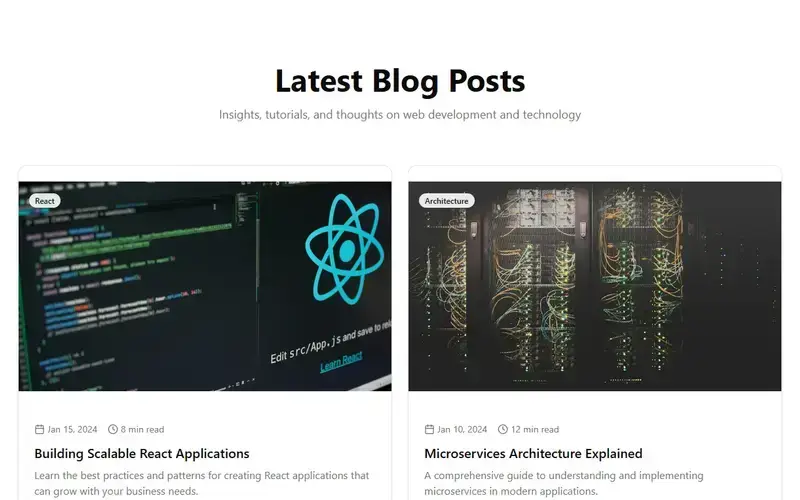 Latest Blog Posts
Insights, tutorials, and thoughts on web development and technology
React
Edit src/App.js and save to
Learn React
Jan 15, 2024 8 min read
Building Scalable React Applications
Learn the best practices and patterns for creating React applications that
can grow with your business needs.
Architecture
Jan 10, 2024 12 min read
Microservices Architecture Explained
A comprehensive guide to understanding and implementing
microservices in modern applications.